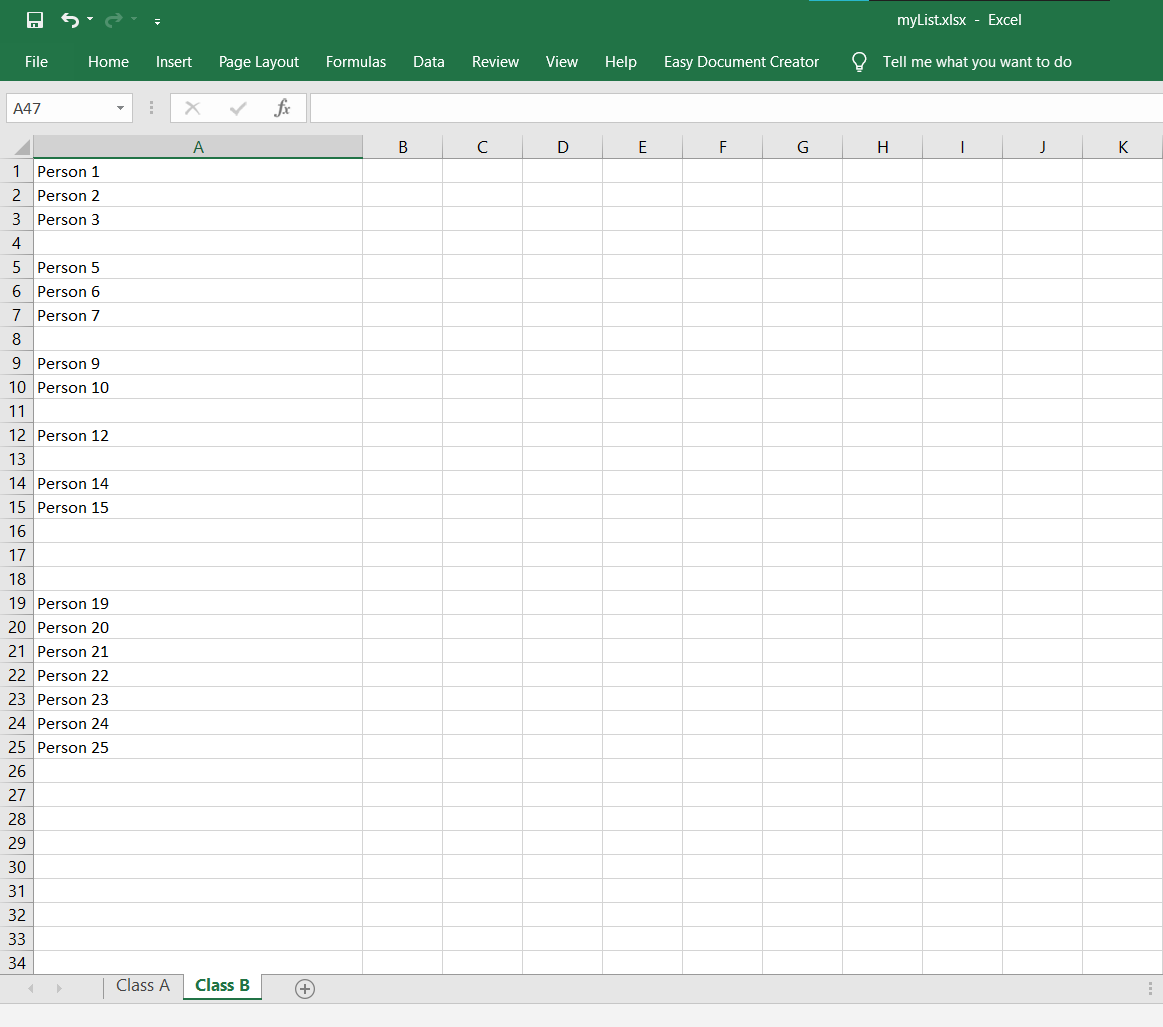 myList.xlsx - Excel
File Home Insert Page Layout Formulas Data Review View Help Easy Document Creator Tell me what you want to do
A47 fx
A B C D E F G H I J K
1 Person 1
2 Person 2
3 Person 3
4
5 Person 5
6 Person 6
7 Person 7
8
9 Person 9
10 Person 10
11
12 Person 12
13
14 Person 14
15 Person 15
16
17
18
19 Person 19
20 Person 20
21 Person 21
22 Person 22
23 Person 23
24 Person 24
25 Person 25
26
27
28
29
30
31
32
33
34
Class A Class B